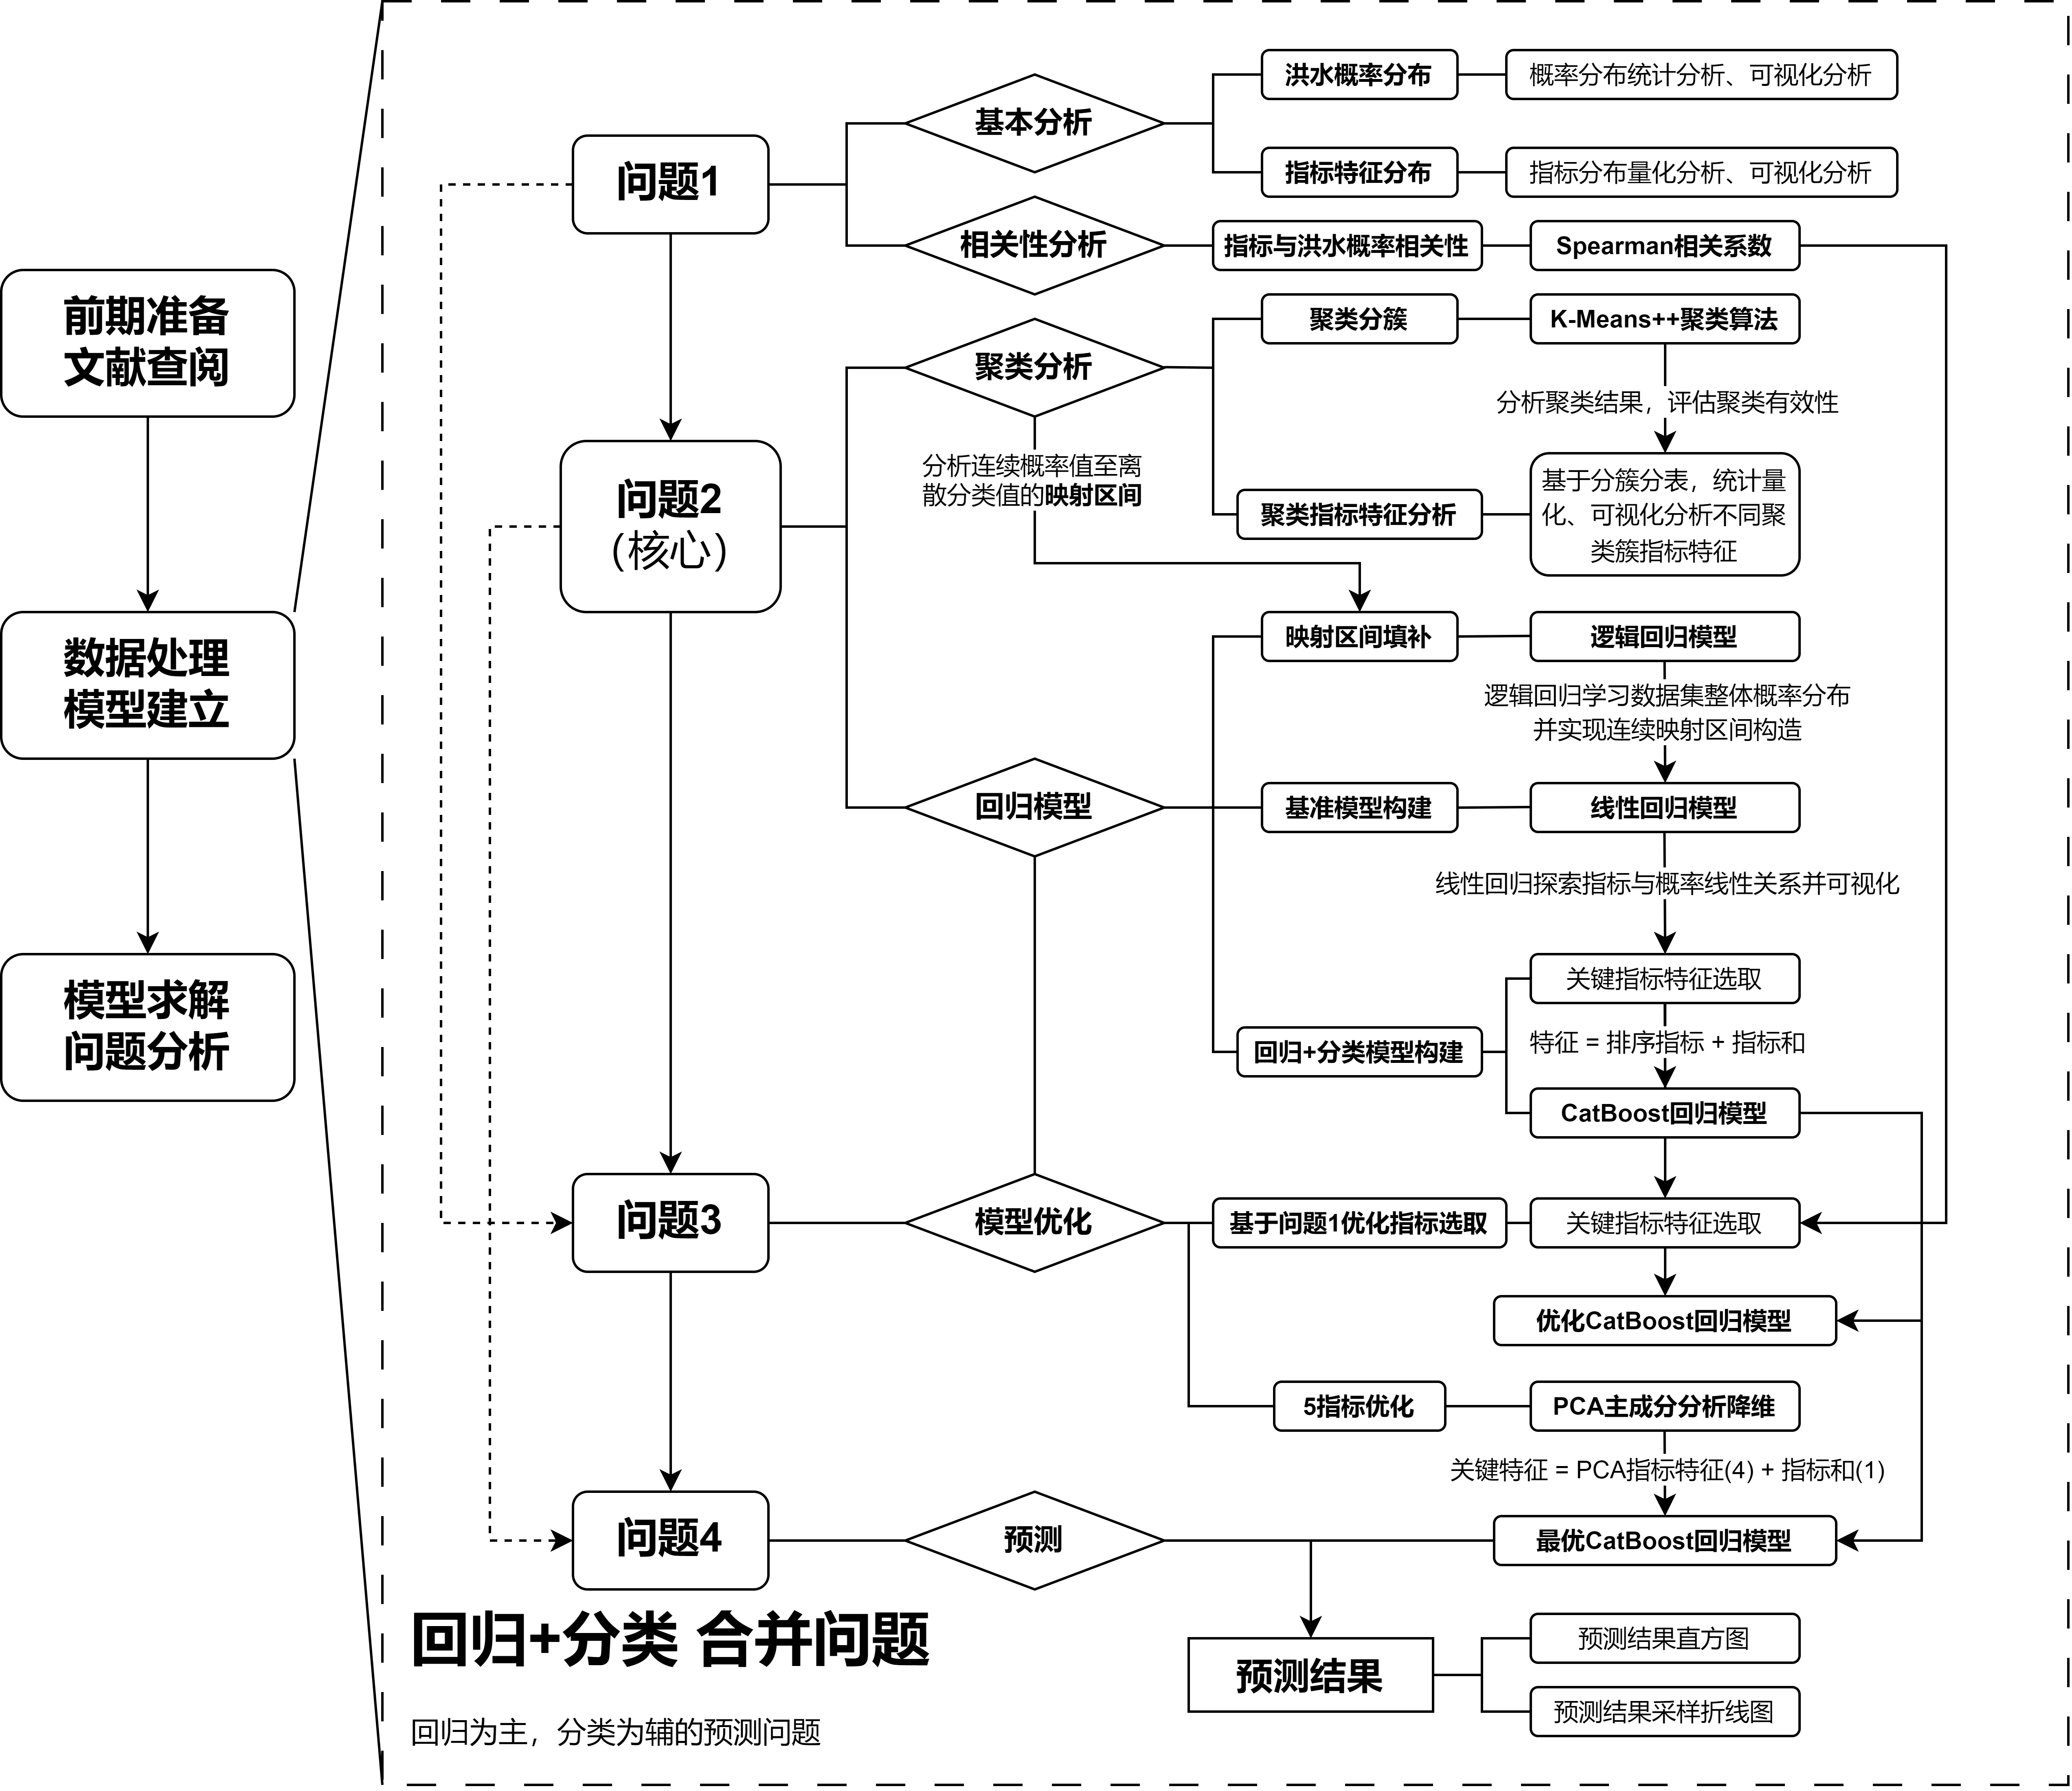 前期准备
文献查阅
数据处理
模型建立
模型求解
问题分析
问题1
基本分析
洪水概率分布
概率分布统计分析、可视化分析
指标特征分布
指标分布量化分析、可视化分析
相关性分析
指标与洪水概率相关性
Spearman相关系数
问题2
（核心）
聚类分析
聚类分簇
K-Means++聚类算法
分析聚类结果，评估聚类有效性
聚类指标特征分析
基于分簇分表，统计量
化、可视化分析不同聚
类簇指标特征
分析连续概率值至离
散分类值的映射区间
回归模型
映射区间填补
逻辑回归模型
逻辑回归学习数据集整体概率分布
并实现连续映射区间构造
基准模型构建
线性回归模型
线性回归探索指标与概率线性关系并可视化
回归+分类模型构建
关键指标特征选取
特征 = 排序指标 + 指标和
CatBoost回归模型
问题3
模型优化
基于问题1优化指标选取
关键指标特征选取
优化CatBoost回归模型
5指标优化
PCA主成分分析降维
关键特征 = PCA指标特征(4) + 指标和(1)
问题4
预测
最优CatBoost回归模型
预测结果
预测结果直方图
预测结果采样折线图
回归+分类 合并问题
回归为主，分类为辅的预测问题